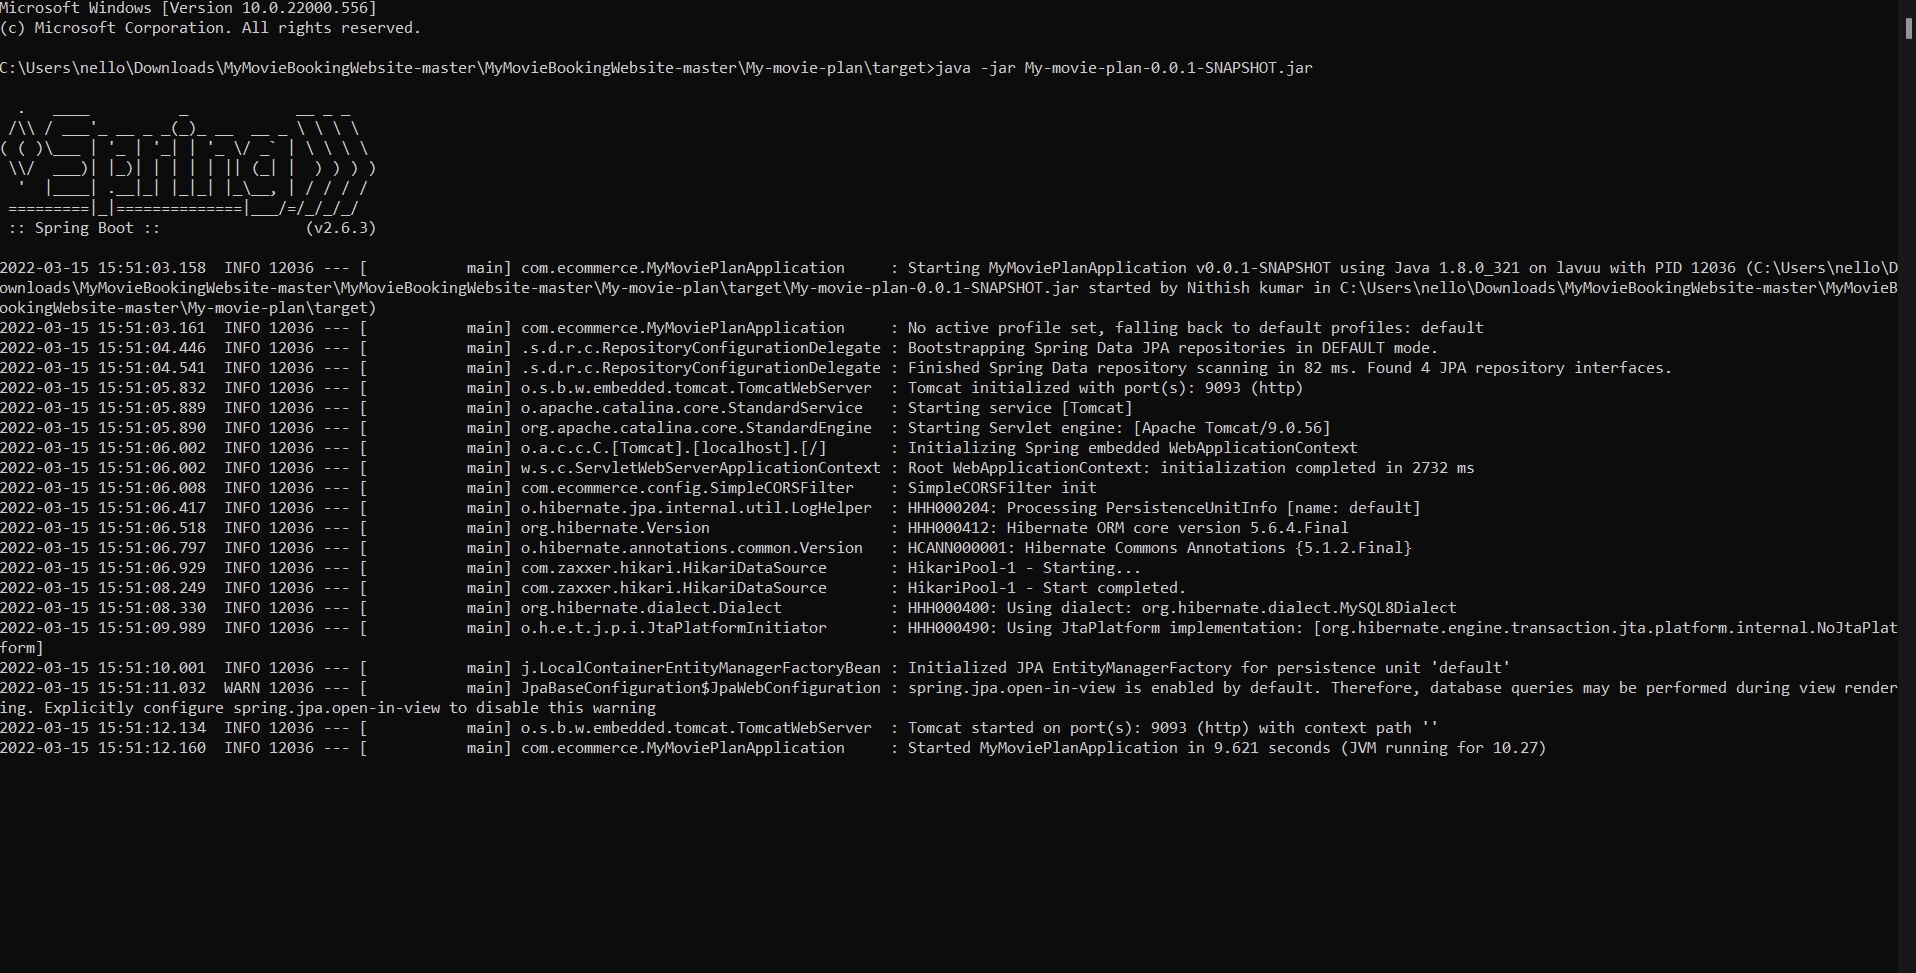 Microsoft Windows [Version 10.0.22000.556]
(c) Microsoft Corporation. All rights reserved.
C:\Users\nello\Downloads\MyMovieBookingWebsite-master\MyMovieBookingWebsite-master\My-movie-plan\target>java -jar My-movie-plan-0.0.1-SNAPSHOT.jar
  .   ____          _            __ _ _
 /\\ / ___'_ __ _ _(_)_ __  __ _ \ \ \ \
( ( )\___ | '_ | '_| | '_ \/ _` | \ \ \ \
 \\/  ___)| |_)| | | | | || (_| |  ) ) ) )
  '  |____| .__|_| |_|_| |_\__, | / / / /
 =========|_|==============|___/=/_/_/_/
 :: Spring Boot ::                (v2.6.3)
2022-03-15 15:51:03.158  INFO 12036 --- [           main] com.ecommerce.MyMoviePlanApplication     : Starting MyMoviePlanApplication v0.0.1-SNAPSHOT using Java 1.8.0_321 on lavuu with PID 12036 (C:\Users\nello\D
ownloads\MyMovieBookingWebsite-master\MyMovieBookingWebsite-master\My-movie-plan\target\My-movie-plan-0.0.1-SNAPSHOT.jar started by Nithish kumar in C:\Users\nello\Downloads\MyMovieBookingWebsite-master\MyMovieB
ookingWebsite-master\My-movie-plan\target)
2022-03-15 15:51:03.161  INFO 12036 --- [           main] com.ecommerce.MyMoviePlanApplication     : No active profile set, falling back to default profiles: default
2022-03-15 15:51:04.446  INFO 12036 --- [           main] .s.d.r.c.RepositoryConfigurationDelegate : Bootstrapping Spring Data JPA repositories in DEFAULT mode.
2022-03-15 15:51:04.541  INFO 12036 --- [           main] .s.d.r.c.RepositoryConfigurationDelegate : Finished Spring Data repository scanning in 82 ms. Found 4 JPA repository interfaces.
2022-03-15 15:51:05.832  INFO 12036 --- [           main] o.s.b.w.embedded.tomcat.TomcatWebServer  : Tomcat initialized with port(s): 9093 (http)
2022-03-15 15:51:05.889  INFO 12036 --- [           main] o.apache.catalina.core.StandardService   : Starting service [Tomcat]
2022-03-15 15:51:05.890  INFO 12036 --- [           main] org.apache.catalina.core.StandardEngine  : Starting Servlet engine: [Apache Tomcat/9.0.56]
2022-03-15 15:51:06.002  INFO 12036 --- [           main] o.a.c.c.C.[Tomcat].[localhost].[/]       : Initializing Spring embedded WebApplicationContext
2022-03-15 15:51:06.002  INFO 12036 --- [           main] w.s.c.ServletWebServerApplicationContext : Root WebApplicationContext: initialization completed in 2732 ms
2022-03-15 15:51:06.008  INFO 12036 --- [           main] com.ecommerce.config.SimpleCORSFilter    : SimpleCORSFilter init
2022-03-15 15:51:06.417  INFO 12036 --- [           main] o.hibernate.jpa.internal.util.LogHelper  : HHH000204: Processing PersistenceUnitInfo [name: default]
2022-03-15 15:51:06.518  INFO 12036 --- [           main] org.hibernate.Version                    : HHH000412: Hibernate ORM core version 5.6.4.Final
2022-03-15 15:51:06.797  INFO 12036 --- [           main] o.hibernate.annotations.common.Version   : HCANN000001: Hibernate Commons Annotations {5.1.2.Final}
2022-03-15 15:51:06.929  INFO 12036 --- [           main] com.zaxxer.hikari.HikariDataSource       : HikariPool-1 - Starting...
2022-03-15 15:51:08.249  INFO 12036 --- [           main] com.zaxxer.hikari.HikariDataSource       : HikariPool-1 - Start completed.
2022-03-15 15:51:08.330  INFO 12036 --- [           main] org.hibernate.dialect.Dialect            : HHH000400: Using dialect: org.hibernate.dialect.MySQL8Dialect
2022-03-15 15:51:09.989  INFO 12036 --- [           main] o.h.e.t.j.p.i.JtaPlatformInitiator       : HHH000490: Using JtaPlatform implementation: [org.hibernate.engine.transaction.jta.platform.internal.NoJtaPlat
form]
2022-03-15 15:51:10.001  INFO 12036 --- [           main] j.LocalContainerEntityManagerFactoryBean : Initialized JPA EntityManagerFactory for persistence unit 'default'
2022-03-15 15:51:11.032  WARN 12036 --- [           main] JpaBaseConfiguration$JpaWebConfiguration : spring.jpa.open-in-view is enabled by default. Therefore, database queries may be performed during view render
ing. Explicitly configure spring.jpa.open-in-view to disable this warning
2022-03-15 15:51:12.134  INFO 12036 --- [           main] o.s.b.w.embedded.tomcat.TomcatWebServer  : Tomcat started on port(s): 9093 (http) with context path ''
2022-03-15 15:51:12.160  INFO 12036 --- [           main] com.ecommerce.MyMoviePlanApplication     : Started MyMoviePlanApplication in 9.621 seconds (JVM running for 10.27)